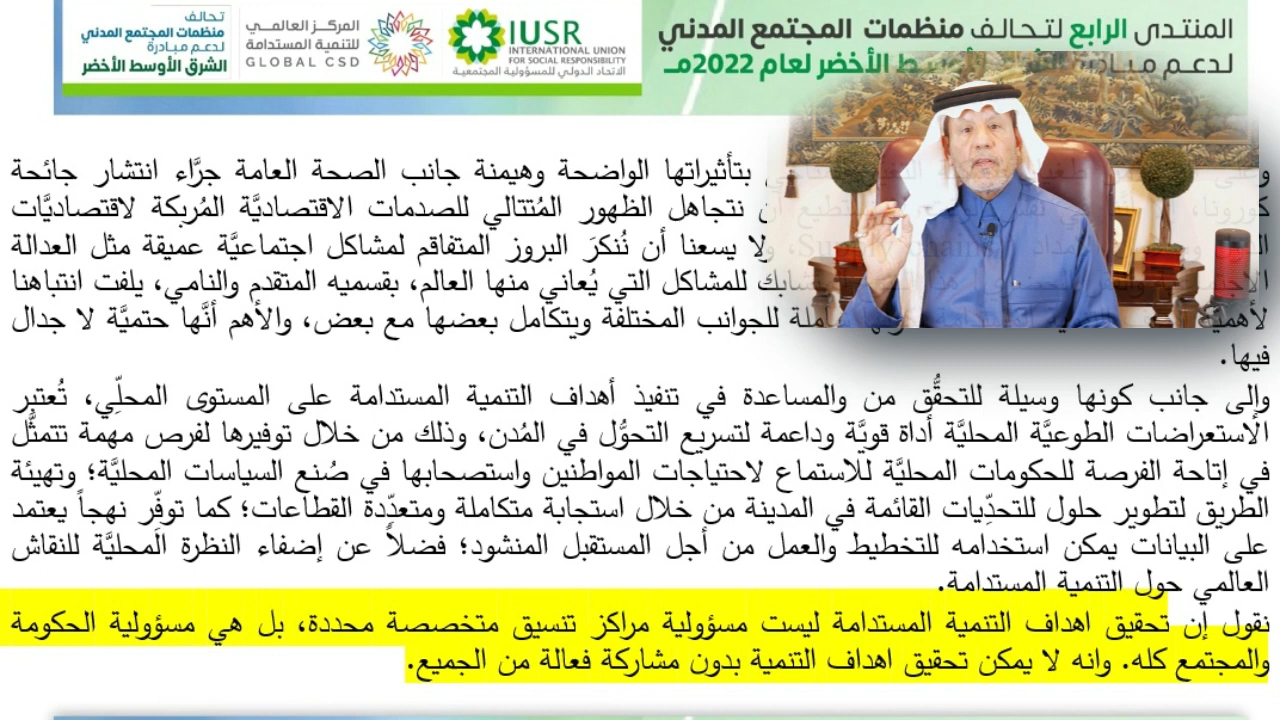 المنتدى الرابع لتحالف منظمات المجتمع المدني
لدعم مبادرة الأوسط الأخضر لعام 2022مـ
IUSR
INTERNATIONAL UNION
FOR SOCIAL RESPONSIBILITY
الاتحاد الدولي للمسؤولية المجتمعية
المركز العالمي
للتنمية المستدامة
GLOBAL CSD
تحالف
منظمات المجتمع المدني
لدعم مبادرة
الشرق الأوسط الأخضر
بتأثيراتها الواضحة وهيمنة جانب الصحة العامة جرَّاء انتشار جائحة
كورونا، نتجاهل الظهور المُتتالي للصدمات الاقتصاديَّة المُربكة لاقتصاديَّات
ولا يسعنا أن نُنكرَ البروز المتفاقم لمشاكل اجتماعيَّة عميقة مثل العدالة
للمشاكل التي يُعاني منها العالم، بقسميه المتقدم والنامي، يلفت انتباهنا
للجوانب المختلفة ويتكامل بعضها مع بعض، والأهم أنَّها حتميَّة لا جدال
فيها.
وإلى جانب كونها وسيلة للتحقُّق من والمساعدة في تنفيذ أهداف التنمية المستدامة على المستوى المحلِّي، تُعتبر
الاستعراضات الطوعيَّة المحليَّة أداة قويَّة وداعمة لتسريع التحوُّل في المُدن، وذلك من خلال توفيرها لفرص مهمة تتمثَّل
في إتاحة الفرصة للحكومات المحليَّة للاستماع لاحتياجات المواطنين واستصحابها في صُنع السياسات المحليَّة؛ وتهيئة
الطريق لتطوير حلول للتحدِّيات القائمة في المدينة من خلال استجابة متكاملة ومتعدِّدة القطاعات؛ كما توفِّر نهجاً يعتمد
على البيانات يمكن استخدامه للتخطيط والعمل من أجل المستقبل المنشود؛ فضلاً عن إضفاء النظرة المحليَّة للنقاش
العالمي حول التنمية المستدامة.
نقول إن تحقيق اهداف التنمية المستدامة ليست مسؤولية مراكز تنسيق متخصصة محددة، بل هي مسؤولية الحكومة
والمجتمع كله. وانه لا يمكن تحقيق اهداف التنمية بدون مشاركة فعالة من الجميع.